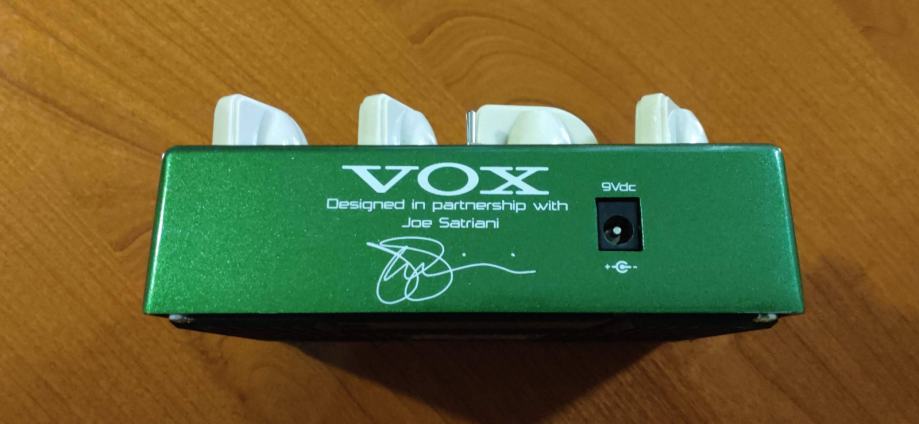 VOX
Designed in partnership with
Joe Satriani
9Vdc
+ -